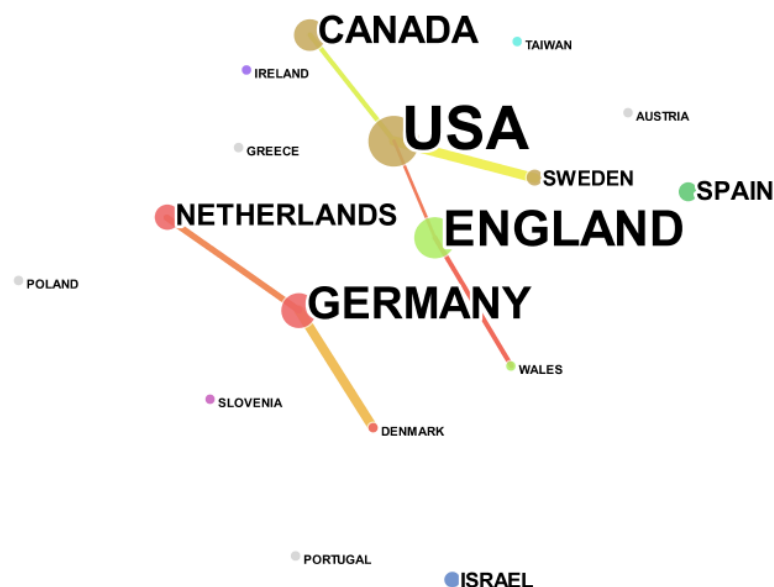 CANADA
TAIWAN
IRELAND
AUSTRIA
USA
GREECE
SWEDEN
SPAIN
NETHERLANDS
ENGLAND
POLAND
GERMANY
WALES
SLOVENIA
DENMARK
PORTUGAL
ISRAEL